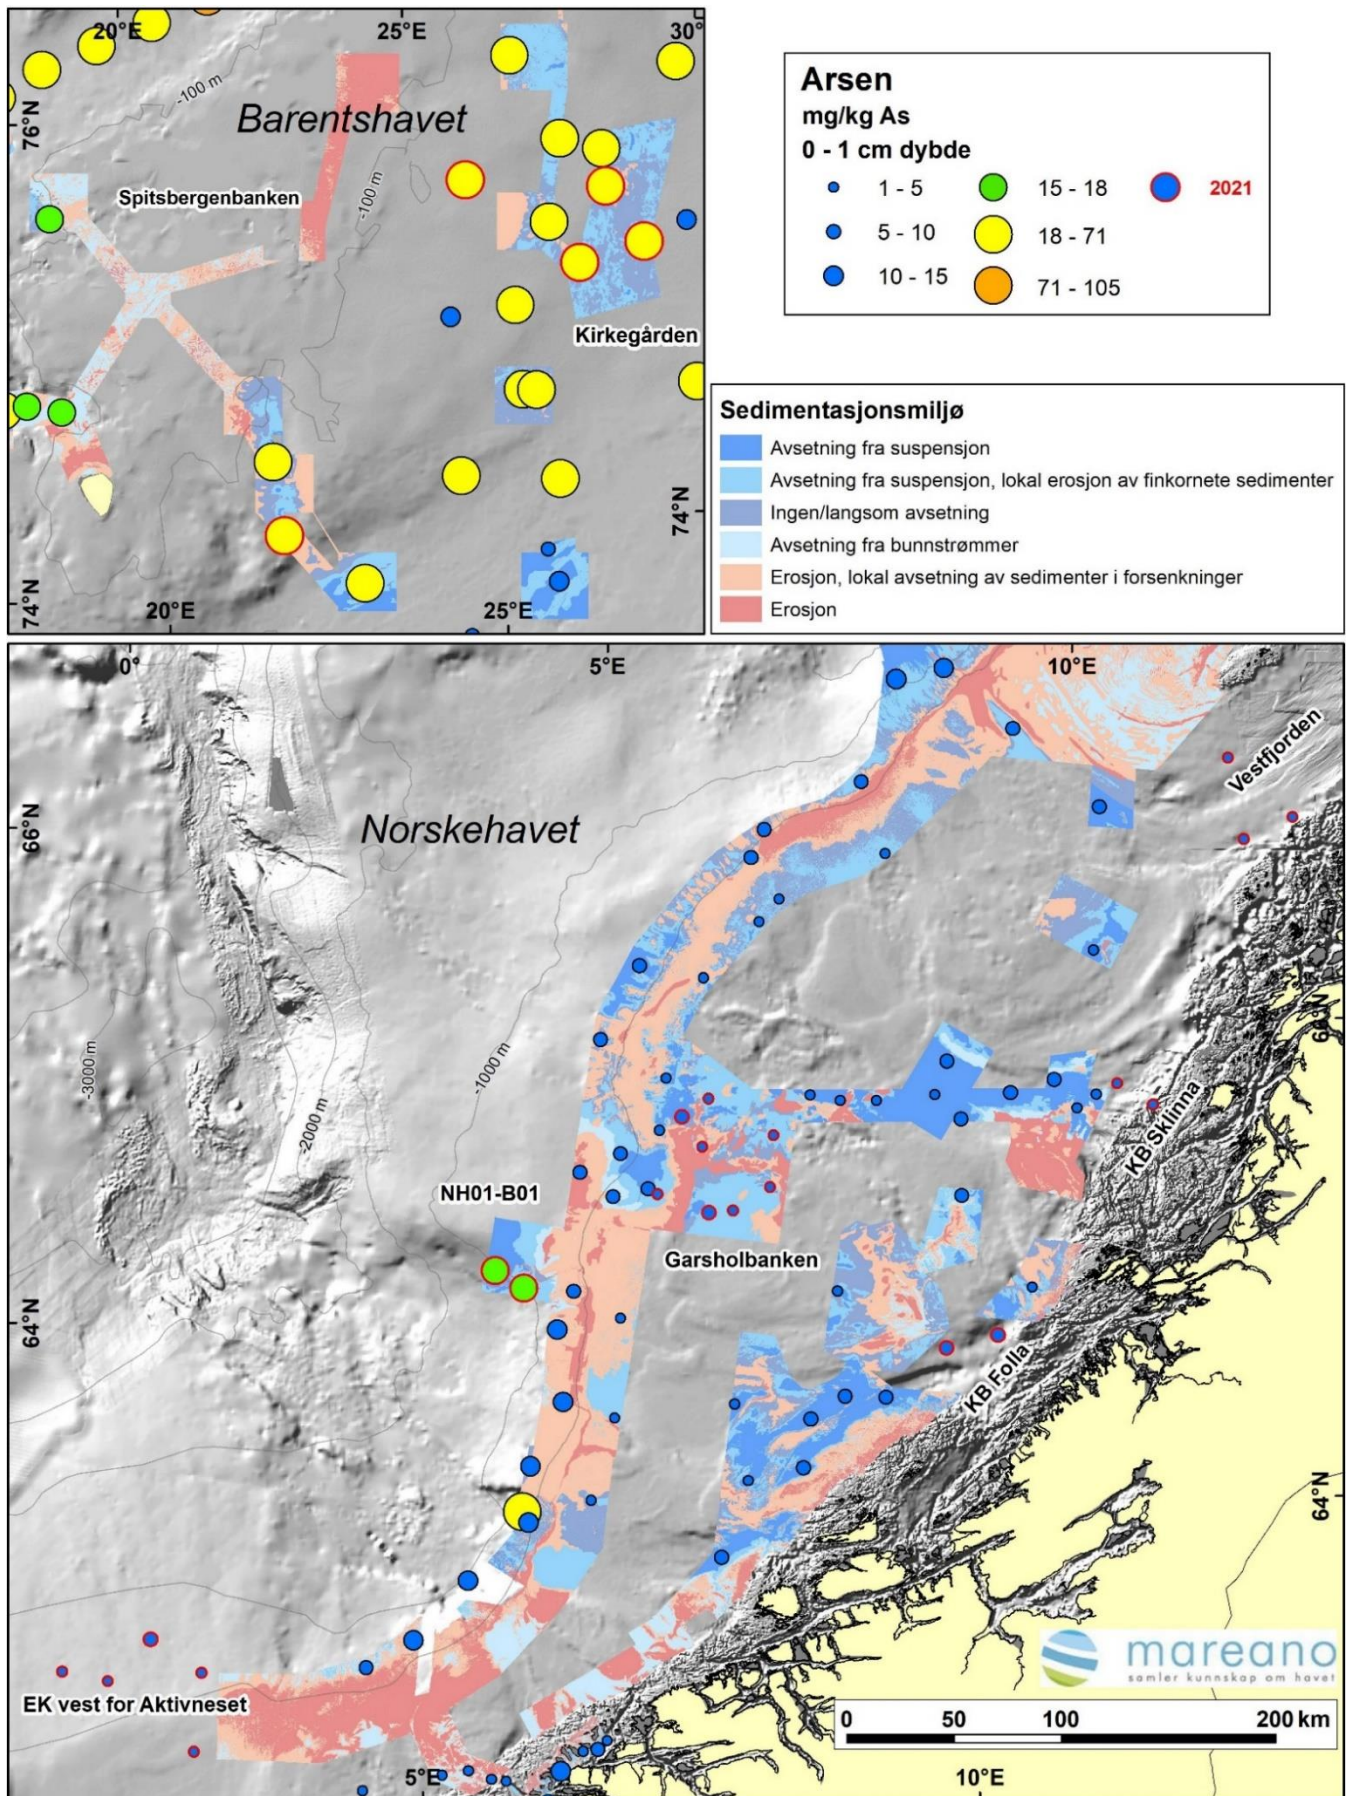 20°E
25°E
30°
-100 m
Barentshavet
76°N
Spitsbergenbanken
-100 m
Kirkegården
74°N
74°N
20°E
25°E
Arsen
mg/kg As
0 - 1 cm dybde
1 - 5
15 - 18
2021
5 - 10
18 - 71
10 - 15
71 - 105
Sedimentasjonsmiljø
Avsetning fra suspensjon
Avsetning fra suspensjon, lokal erosjon av finkornete sedimenter
Ingen/langsom avsetning
Avsetning fra bunnstrømmer
Erosjon, lokal avsetning av sedimenter i forsenkninger
Erosjon
0°
5°E
10°E
Vestfjorden
66°N
Norskehavet
66°N
-3000 m
-1000 m
-2000 m
KB Sklinna
NH01-B01
Garsholbanken
64°N
KB Folla
64°N
mareano
samler kunnskap om havet
EK vest for Aktivneset
0 50 100 200 km
5°E
10°E